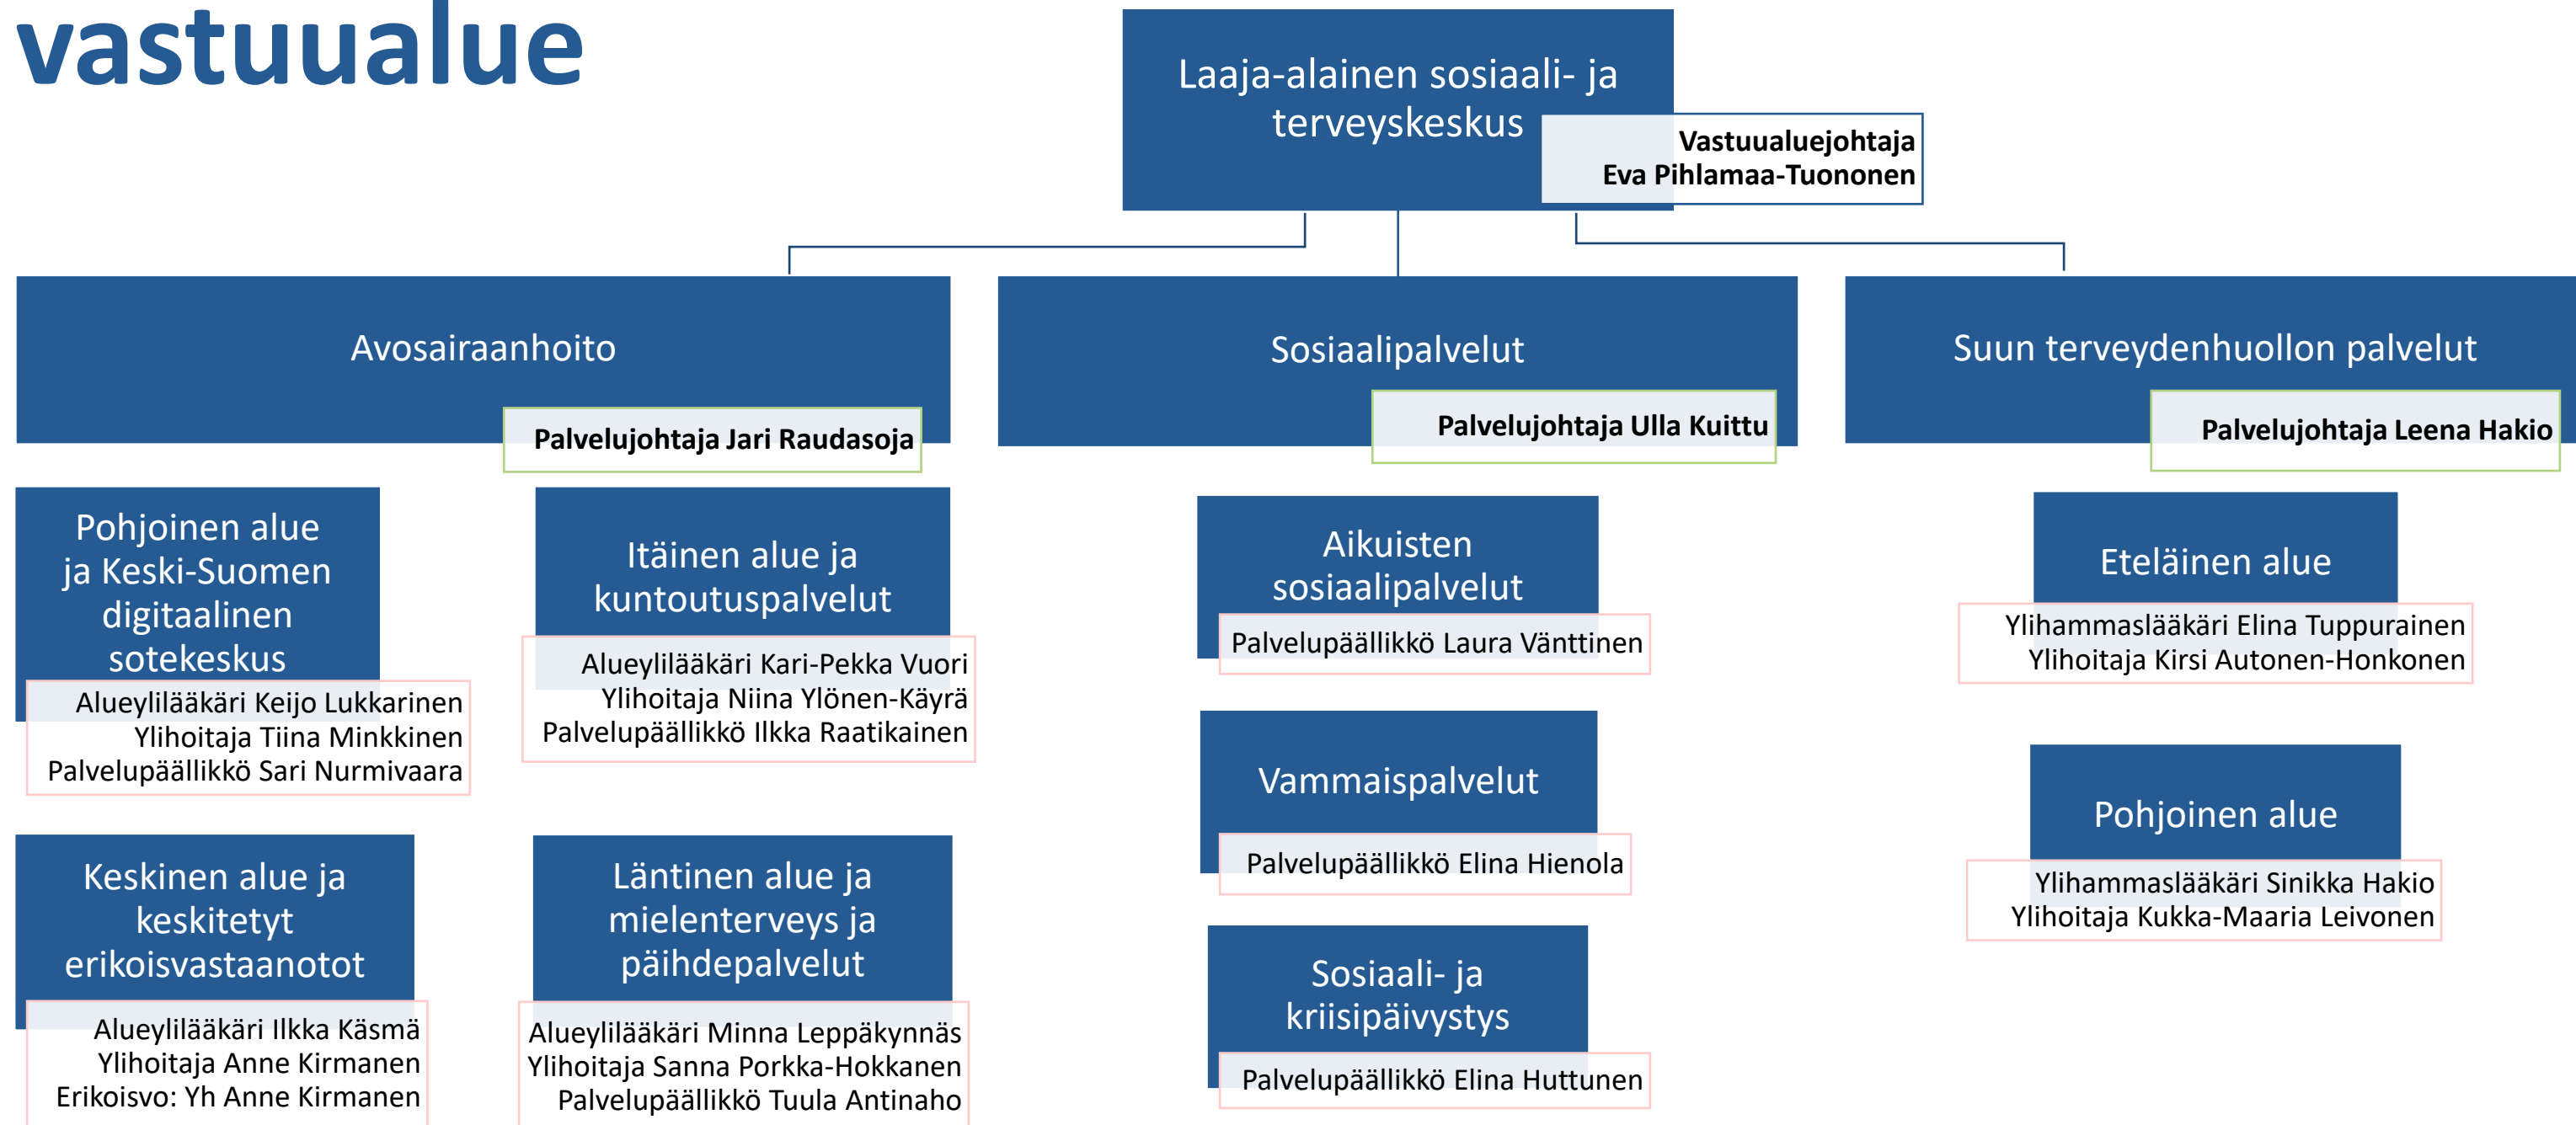 vastuualue
Laaja-alainen sosiaali- ja
terveyskeskus
Vastuualuejohtaja
Eva Pihlamaa-Tuononen
Avosairaanhoito
Palvelujohtaja Jari Raudasoja
Pohjoinen alue
ja Keski-Suomen
digitaalinen
sotekeskus
Alueylilääkäri Keijo Lukkarinen
Ylihoitaja Tiina Minkkinen
Palvelupäällikkö Sari Nurmivaara
Itäinen alue ja
kuntoutuspalvelut
Alueylilääkäri Kari-Pekka Vuori
Ylihoitaja Niina Ylönen-Käyrä
Palvelupäällikkö Ilkka Raatikainen
Keskinen alue ja
keskitetyt
erikoisvastaanotot
Alueylilääkäri Ilkka Käsmä
Ylihoitaja Anne Kirmanen
Erikoisvo: Yh Anne Kirmanen
Läntinen alue ja
mielenterveys ja
päihdepalvelut
Alueylilääkäri Minna Leppäkynnäs
Ylihoitaja Sanna Porkka-Hokkanen
Palvelupäällikkö Tuula Antinaho
Sosiaalipalvelut
Palvelujohtaja Ulla Kuittu
Aikuisten
sosiaalipalvelut
Palvelupäällikkö Laura Vänttinen
Vammaispalvelut
Palvelupäällikkö Elina Hienola
Sosiaali- ja
kriisipäivystys
Palvelupäällikkö Elina Huttunen
Suun terveydenhuollon palvelut
Palvelujohtaja Leena Hakio
Eteläinen alue
Ylihammaslääkäri Elina Tuppurainen
Ylihoitaja Kirsi Autonen-Honkonen
Pohjoinen alue
Ylihammaslääkäri Sinikka Hakio
Ylihoitaja Kukka-Maaria Leivonen